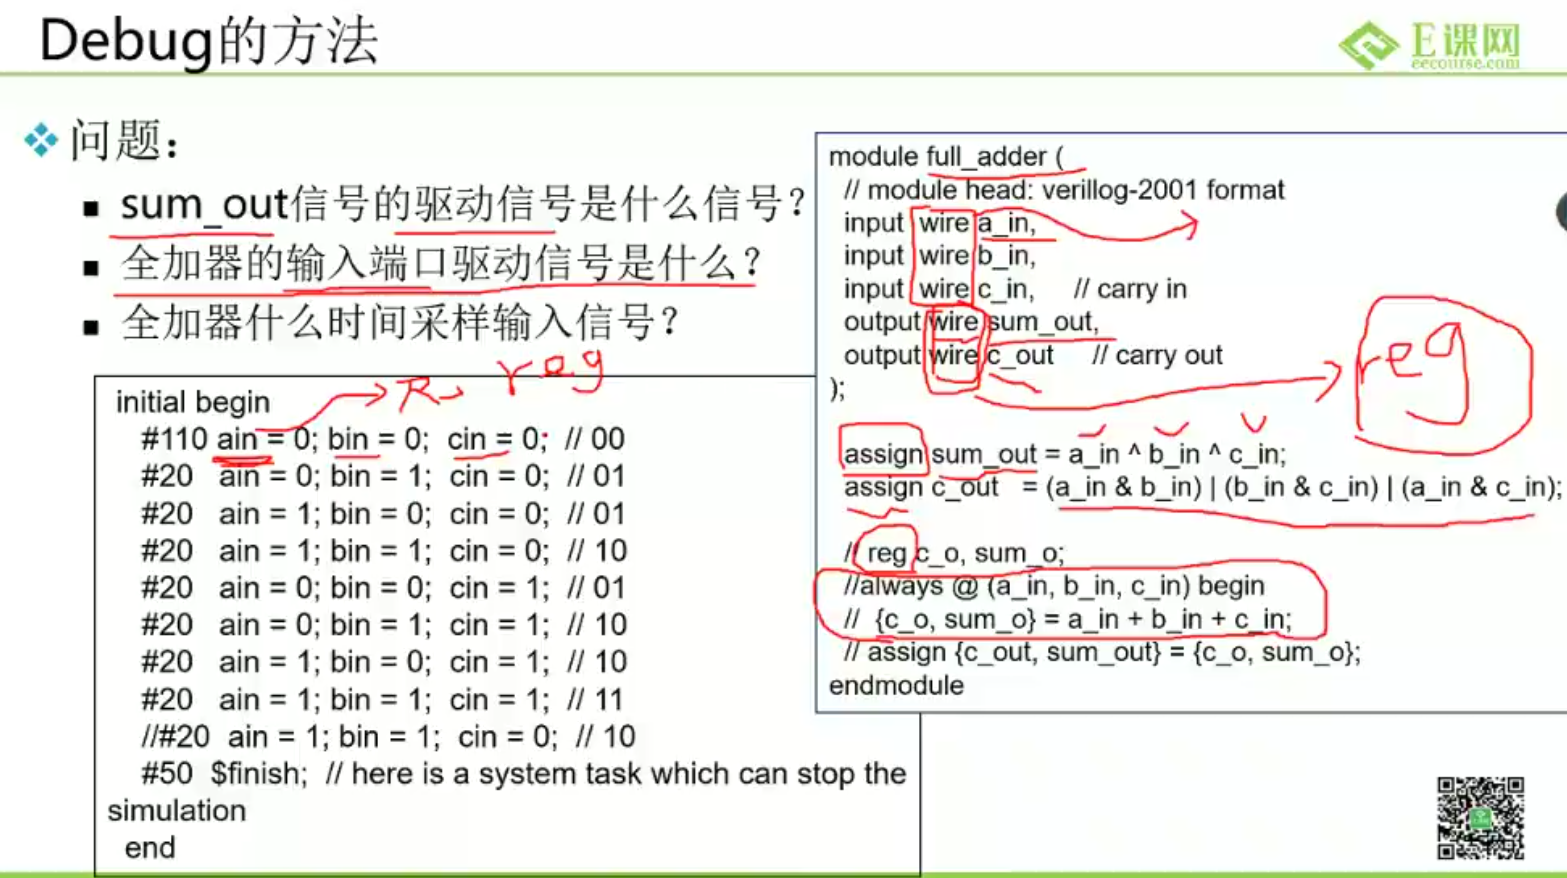 Debug的方法
E课网
eecourse.com
问题：
sum_out信号的驱动信号是什么信号？
全加器的输入端口驱动信号是什么？
全加器什么时间采样输入信号？
reg
initial begin
#110 ain = 0; bin = 0; cin = 0; // 00
#20 ain = 0; bin = 1; cin = 0; // 01
#20 ain = 1; bin = 0; cin = 0; // 01
#20 ain = 1; bin = 1; cin = 0; // 10
#20 ain = 0; bin = 0; cin = 1; // 01
#20 ain = 0; bin = 1; cin = 1; // 10
#20 ain = 1; bin = 0; cin = 1; // 10
#20 ain = 1; bin = 1; cin = 1; // 11
//#20 ain = 1; bin = 1; cin = 0; // 10
#50 $finish; // here is a system task which can stop the
simulation
end
module full_adder (
// module head: verillog-2001 format
input wire a_in,
input wire b_in,
input wire c_in, // carry in
output wire sum_out,
output wire c_out // carry out
);
reg
assign sum_out = a_in ^ b_in ^ c_in;
assign c_out = (a_in & b_in) | (b_in & c_in) | (a_in & c_in);
// reg c_o, sum_o;
//always @ (a_in, b_in, c_in) begin
// {c_o, sum_o} = a_in + b_in + c_in;
// assign {c_out, sum_out} = {c_o, sum_o};
endmodule